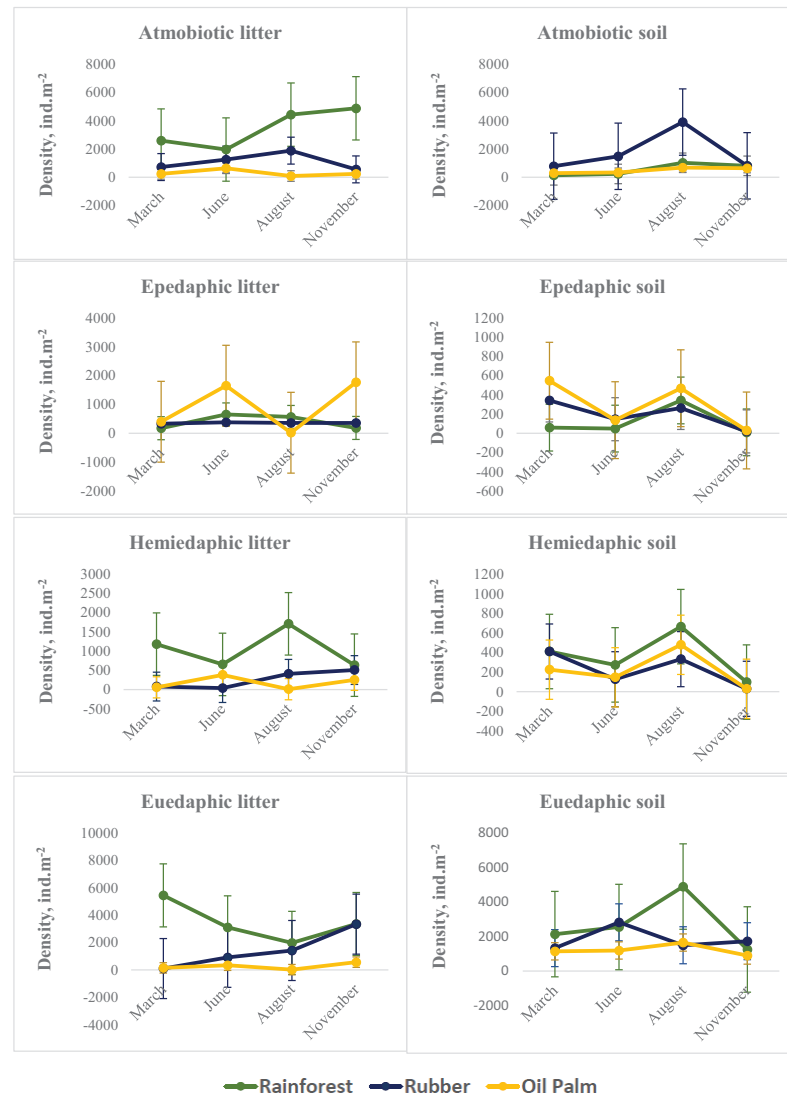 Atmobiotic litter
Density, ind.m-2
8000
6000
4000
2000
0
-2000
March
June
August
November
Atmobiotic soil
Density, ind.m-2
8000
6000
4000
2000
0
-2000
March
June
August
November
Epedaphic litter
Density, ind.m-2
4000
3000
2000
1000
0
-1000
-2000
March
June
August
November
Epedaphic soil
Density, ind.m-2
1200
1000
800
600
400
200
0
-200
-400
-600
March
June
August
November
Hemiedaphic litter
Density, ind.m-2
3000
2500
2000
1500
1000
500
0
-500
March
June
August
November
Hemiedaphic soil
Density, ind.m-2
1200
1000
800
600
400
200
0
-200
-400
March
June
August
November
Euedaphic litter
Density, ind.m-2
10000
8000
6000
4000
2000
0
-2000
-4000
March
June
August
November
Euedaphic soil
Density, ind.m-2
8000
6000
4000
2000
0
-2000
March
June
August
November
Rainforest Rubber Oil Palm